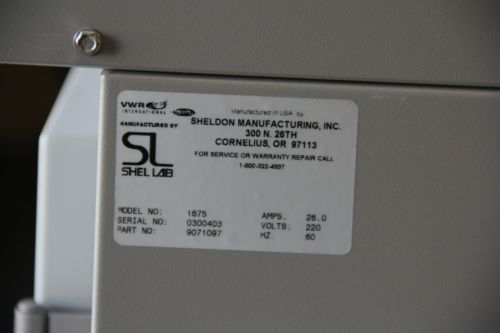 VWR
INTERNATIONAL
Manufactured in USA by:
MANUFACTURED BY
SHELDON MANUFACTURING, INC.
300 N. 26TH
CORNELIUS, OR 97113
FOR SERVICE OR WARRANTY REPAIR CALL
1-800-322-4897
SL
SHEL LAB
MODEL NO: 1675 AMPS. 26.0
SERIAL NO: 0300403 VOLTS: 220
PART NO: 9071097 HZ. 60